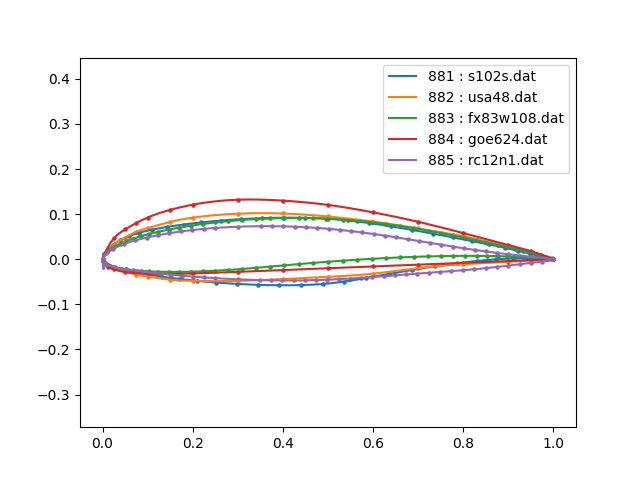 0.4
0.3
0.2
0.1
0.0
−0.1
−0.2
−0.3
0.0 0.2 0.4 0.6 0.8 1.0
881 : s102s.dat
882 : usa48.dat
883 : fx83w108.dat
884 : goe624.dat
885 : rc12n1.dat